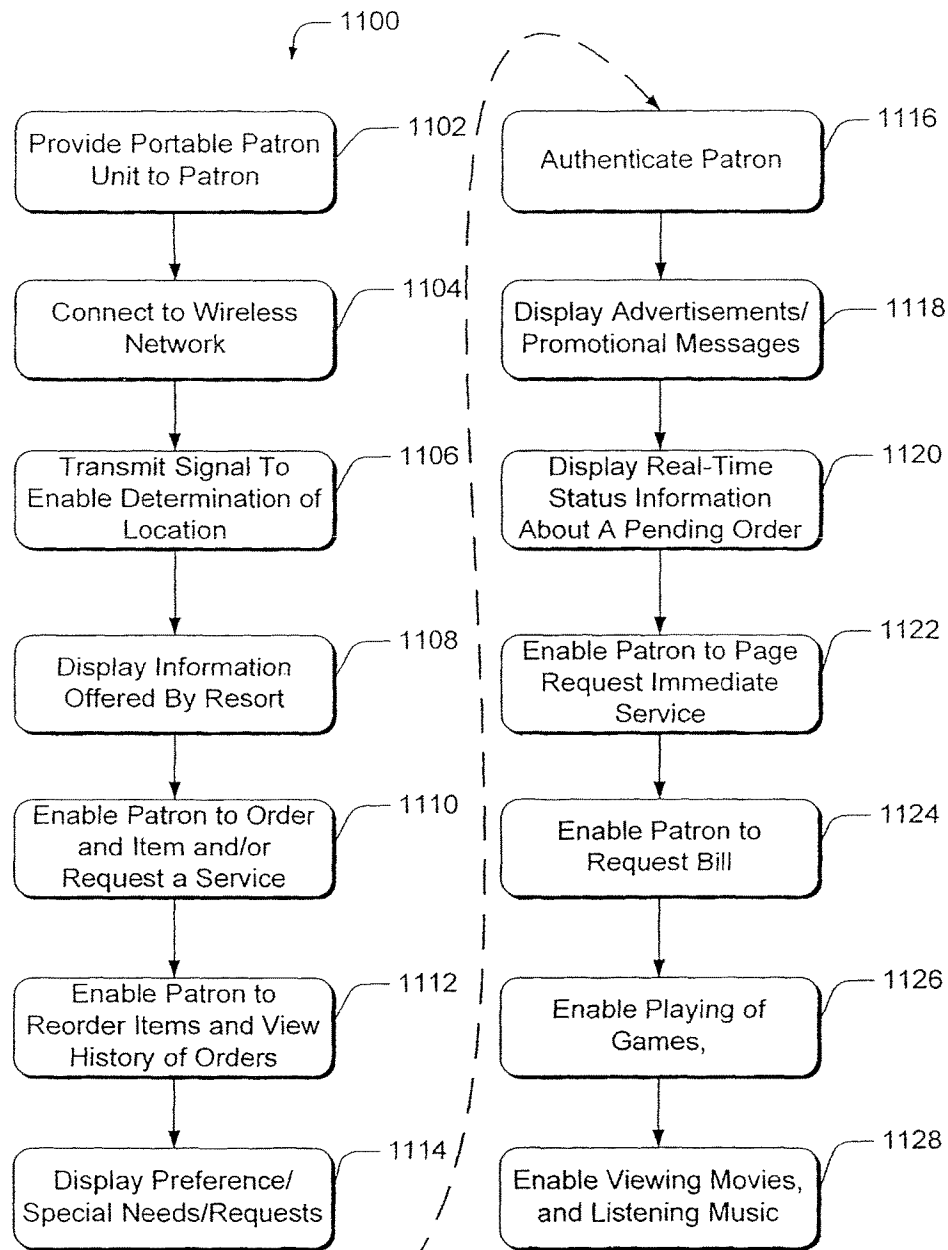 1100
Provide Portable Patron
Unit to Patron
1102
Connect to Wireless
Network
1104
Transmit Signal To
Enable Determination of
Location
1106
Display Information
Offered By Resort
1108
Enable Patron to Order
and Item and/or
Request a Service
1110
Enable Patron to
Reorder Items and View
History of Orders
1112
Display Preference/
Special Needs/Requests
1114
Authenticate Patron
1116
Display Advertisements/
Promotional Messages
1118
Display Real-Time
Status Information
About A Pending Order
1120
Enable Patron to Page
Request Immediate
Service
1122
Enable Patron to
Request Bill
1124
Enable Playing of
Games,
1126
Enable Viewing Movies,
and Listening Music
1128